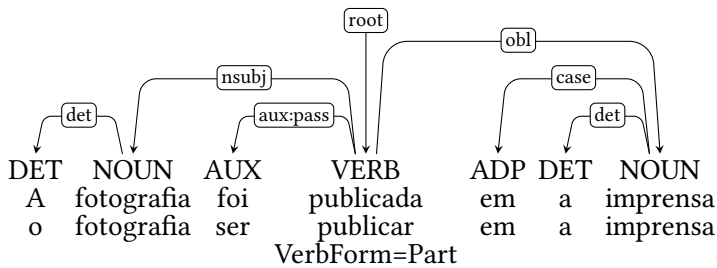 root
obl
nsubj
case
det
aux:pass
det
DET NOUN AUX VERB ADP DET NOUN
A fotografia foi publicada em a imprensa
o fotografia ser publicar em a imprensa
VerbForm=Part